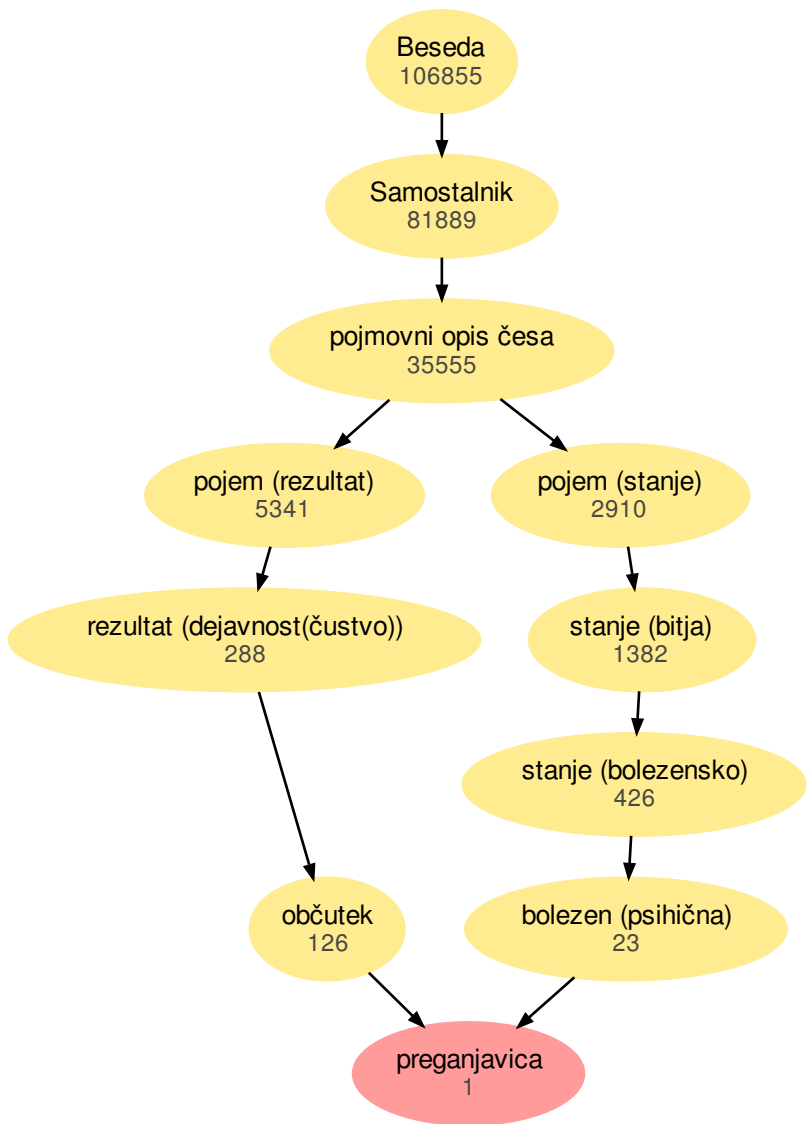 Beseda
106855
Samostalnik
81889
pojmovni opis česa
35555
pojem (rezultat)
5341
pojem (stanje)
2910
rezultat (dejavnost(čustvo))
288
stanje (bitja)
1382
stanje (bolezensko)
426
občutek
126
bolezen (psihična)
23
preganjavica
1